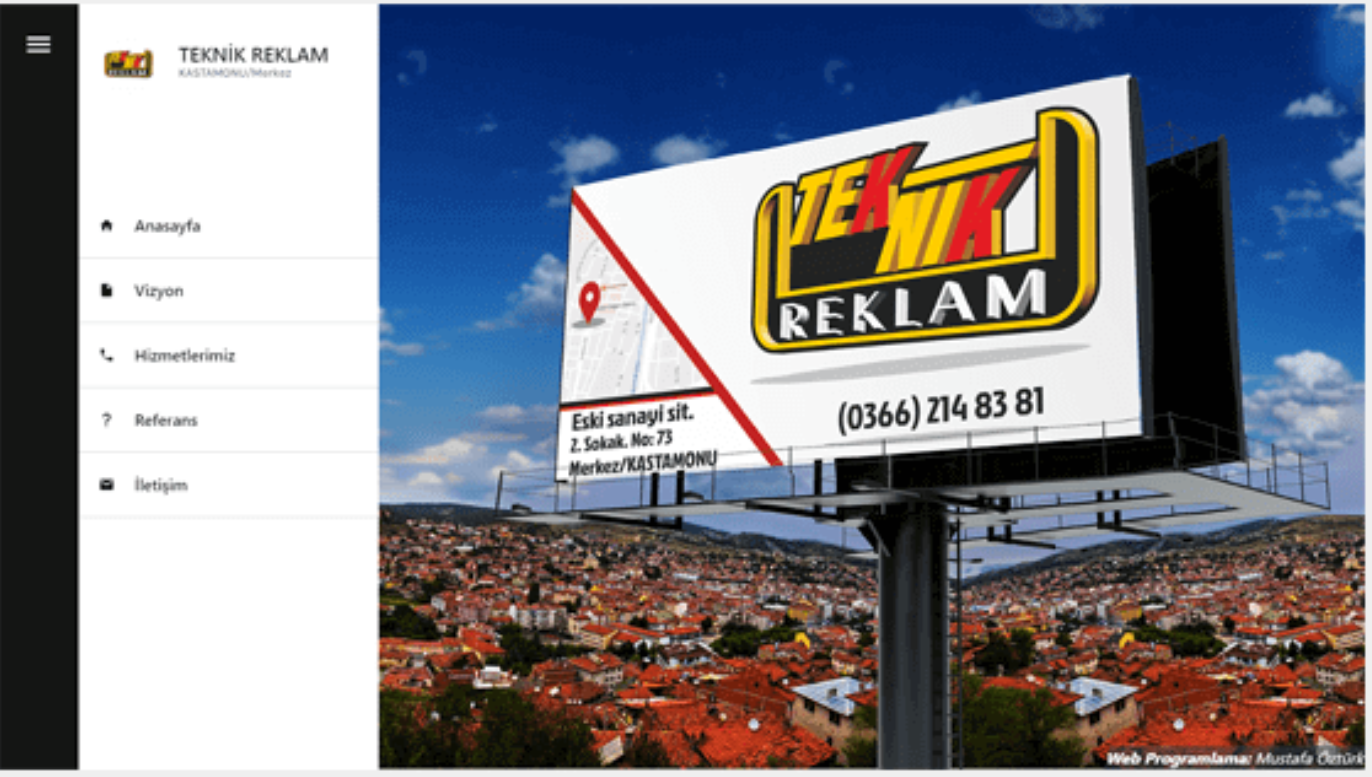 TEKNİK REKLAM
KASTAMONU/Merkez
Anasayfa
Vizyon
Hizmetlerimiz
Referans
İletişim
TEKNIK
REKLAM
(0366) 214 83 81
Eski sanayi sit.
2. Sokak. No: 73
Merkez/KASTAMONU
Web Programlama: Mustafa Öztürk